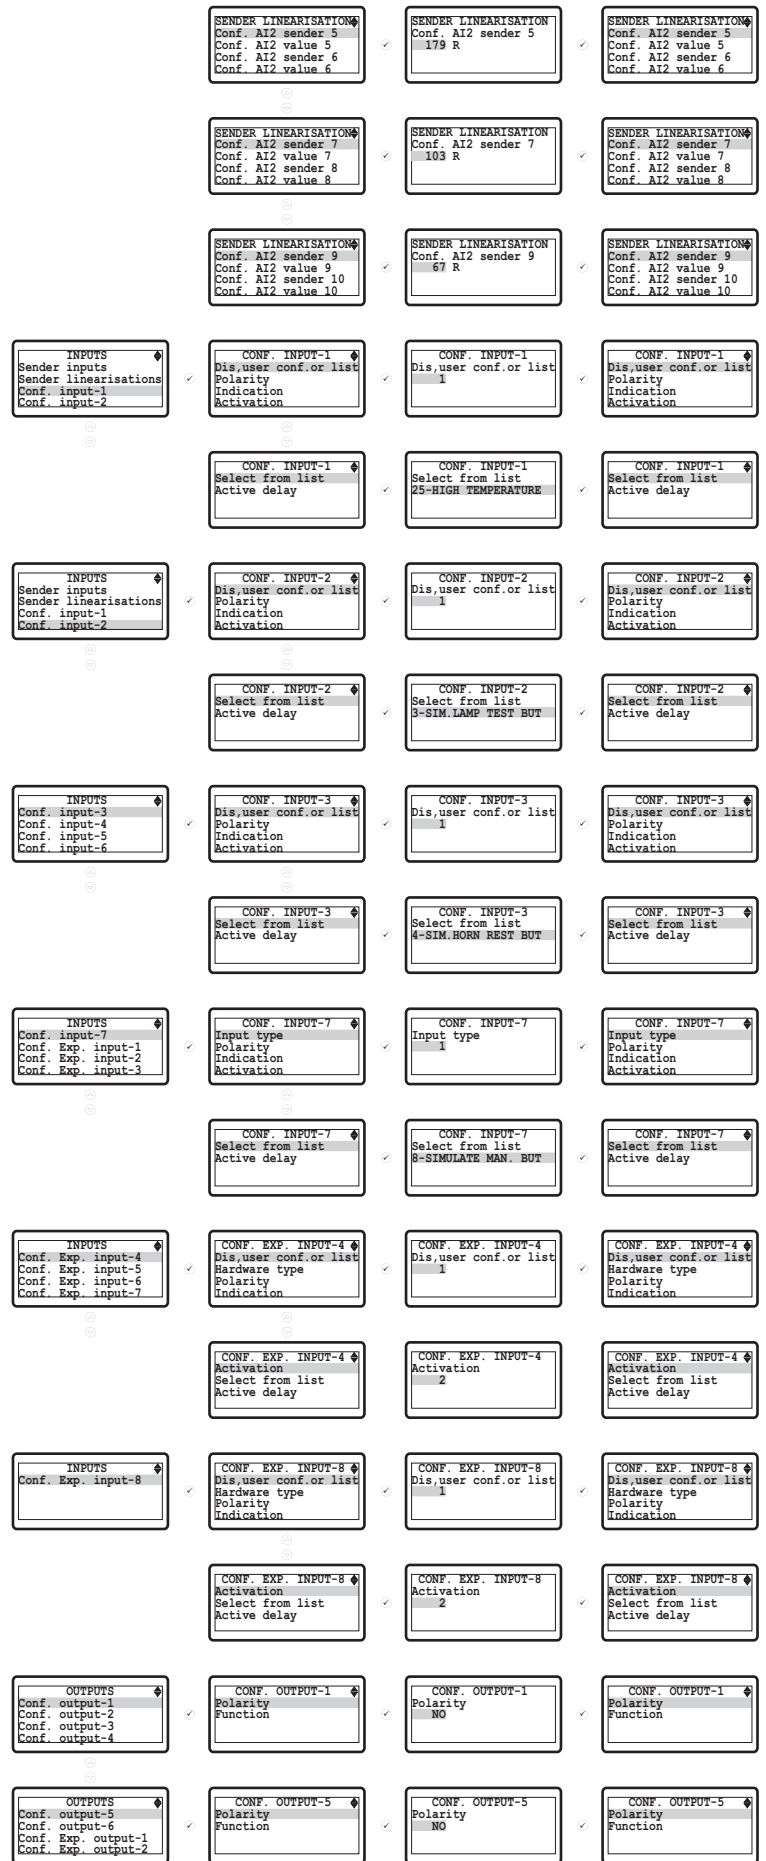 SENDER LINEARISATION
Conf. AI2 sender 5
Conf. AI2 value 5
Conf. AI2 sender 6
Conf. AI2 value 6
SENDER LINEARISATION
Conf. AI2 sender 5
179 R
SENDER LINEARISATION
Conf. AI2 sender 5
Conf. AI2 value 5
Conf. AI2 sender 6
Conf. AI2 value 6
SENDER LINEARISATION
Conf. AI2 sender 7
Conf. AI2 value 7
Conf. AI2 sender 8
Conf. AI2 value 8
SENDER LINEARISATION
Conf. AI2 sender 7
103 R
SENDER LINEARISATION
Conf. AI2 sender 7
Conf. AI2 value 7
Conf. AI2 sender 8
Conf. AI2 value 8
SENDER LINEARISATION
Conf. AI2 sender 9
Conf. AI2 value 9
Conf. AI2 sender 10
Conf. AI2 value 10
SENDER LINEARISATION
Conf. AI2 sender 9
67 R
SENDER LINEARISATION
Conf. AI2 sender 9
Conf. AI2 value 9
Conf. AI2 sender 10
Conf. AI2 value 10
INPUTS
Sender inputs
Sender linearisations
Conf. input-1
Conf. input-2
CONF. INPUT-1
Dis,user conf.or list
Polarity
Indication
Activation
CONF. INPUT-1
Dis,user conf.or list
1
CONF. INPUT-1
Dis,user conf.or list
Polarity
Indication
Activation
CONF. INPUT-1
Select from list
Active delay
CONF. INPUT-1
Select from list
25-HIGH TEMPERATURE
CONF. INPUT-1
Select from list
Active delay
INPUTS
Sender inputs
Sender linearisations
Conf. input-1
Conf. input-2
CONF. INPUT-2
Dis,user conf.or list
Polarity
Indication
Activation
CONF. INPUT-2
Dis,user conf.or list
1
CONF. INPUT-2
Dis,user conf.or list
Polarity
Indication
Activation
CONF. INPUT-2
Select from list
Active delay
CONF. INPUT-2
Select from list
3-SIM.LAMP TEST BUT
CONF. INPUT-2
Select from list
Active delay
INPUTS
Conf. input-3
Conf. input-4
Conf. input-5
Conf. input-6
CONF. INPUT-3
Dis,user conf.or list
Polarity
Indication
Activation
CONF. INPUT-3
Dis,user conf.or list
1
CONF. INPUT-3
Dis,user conf.or list
Polarity
Indication
Activation
CONF. INPUT-3
Select from list
Active delay
CONF. INPUT-3
Select from list
4-SIM.HORN REST BUT
CONF. INPUT-3
Select from list
Active delay
INPUTS
Conf. input-7
Conf. Exp. input-1
Conf. Exp. input-2
Conf. Exp. input-3
CONF. INPUT-7
Input type
Polarity
Indication
Activation
CONF. INPUT-7
Input type
1
CONF. INPUT-7
Input type
Polarity
Indication
Activation
CONF. INPUT-7
Select from list
Active delay
CONF. INPUT-7
Select from list
8-SIMULATE MAN. BUT
CONF. INPUT-7
Select from list
Active delay
INPUTS
Conf. Exp. input-4
Conf. Exp. input-5
Conf. Exp. input-6
Conf. Exp. input-7
CONF. EXP. INPUT-4
Dis,user conf.or list
Hardware type
Polarity
Indication
CONF. EXP. INPUT-4
Dis,user conf.or list
1
CONF. EXP. INPUT-4
Dis,user conf.or list
Hardware type
Polarity
Indication
CONF. EXP. INPUT-4
Activation
Select from list
Active delay
CONF. EXP. INPUT-4
Activation
2
CONF. EXP. INPUT-4
Activation
Select from list
Active delay
INPUTS
Conf. Exp. input-8
CONF. EXP. INPUT-8
Dis,user conf.or list
Hardware type
Polarity
Indication
CONF. EXP. INPUT-8
Dis,user conf.or list
1
CONF. EXP. INPUT-8
Dis,user conf.or list
Hardware type
Polarity
Indication
CONF. EXP. INPUT-8
Activation
Select from list
Active delay
CONF. EXP. INPUT-8
Activation
2
CONF. EXP. INPUT-8
Activation
Select from list
Active delay
OUTPUTS
Conf. output-1
Conf. output-2
Conf. output-3
Conf. output-4
CONF. OUTPUT-1
Polarity
Function
CONF. OUTPUT-1
Polarity
NO
CONF. OUTPUT-1
Polarity
Function
OUTPUTS
Conf. output-5
Conf. output-6
Conf. Exp. output-1
Conf. Exp. output-2
CONF. OUTPUT-5
Polarity
Function
CONF. OUTPUT-5
Polarity
NO
CONF. OUTPUT-5
Polarity
Function